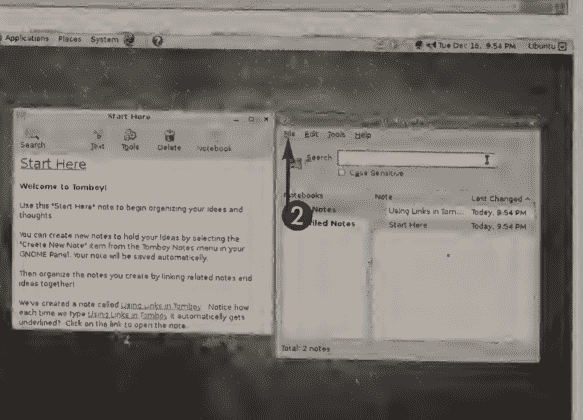 Applications Places System
Tue Dec 16, 9:54 PM Ubuntu
Start Here
Search Text Tools Delete Notebook
Start Here
Welcome to Tomboy!
Use this "Start Here" note to begin organizing your ideas and
thoughts
You can create new notes to hold your ideas by selecting the
"Create New Note" item from the Tomboy Notes menu in your
GNOME Panel. Your note will be saved automatically.
Then organize the notes you create by linking related notes and
ideas together!
We've created a note called Using Links in Tomboy. Notice how
each time we type Using Links in Tomboy it automatically gets
underlined? Click on the link to open the note.
File Edit Tools Help
Search
Case Sensitive
Notebooks Note Last Changed
2
Notes Using Links in Tom... Today, 9:54 PM
filed Notes Start Here Today, 9:54 PM
Total: 2 notes